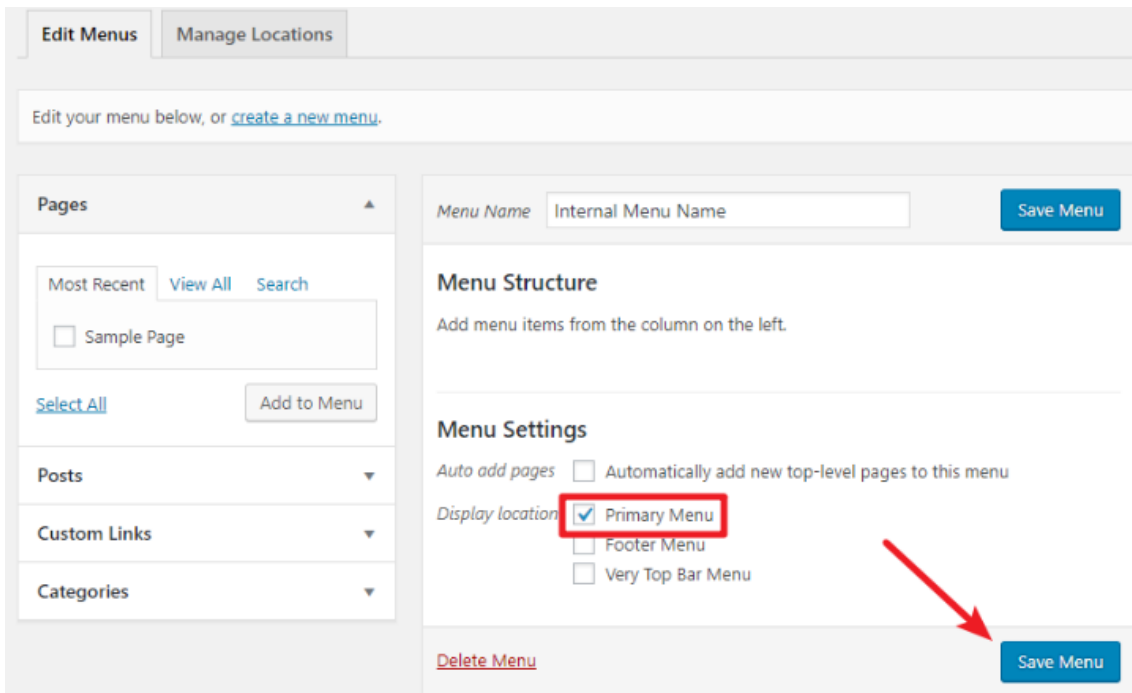 Edit Menus
Manage Locations
Edit your menu below, or create a new menu.
Pages
Most Recent
View All
Search
Sample Page
Select All
Add to Menu
Posts
Custom Links
Categories
Menu Name
Internal Menu Name
Save Menu
Menu Structure
Add menu items from the column on the left.
Menu Settings
Auto add pages
Automatically add new top-level pages to this menu
Display location
Primary Menu
Footer Menu
Very Top Bar Menu
Delete Menu
Save Menu